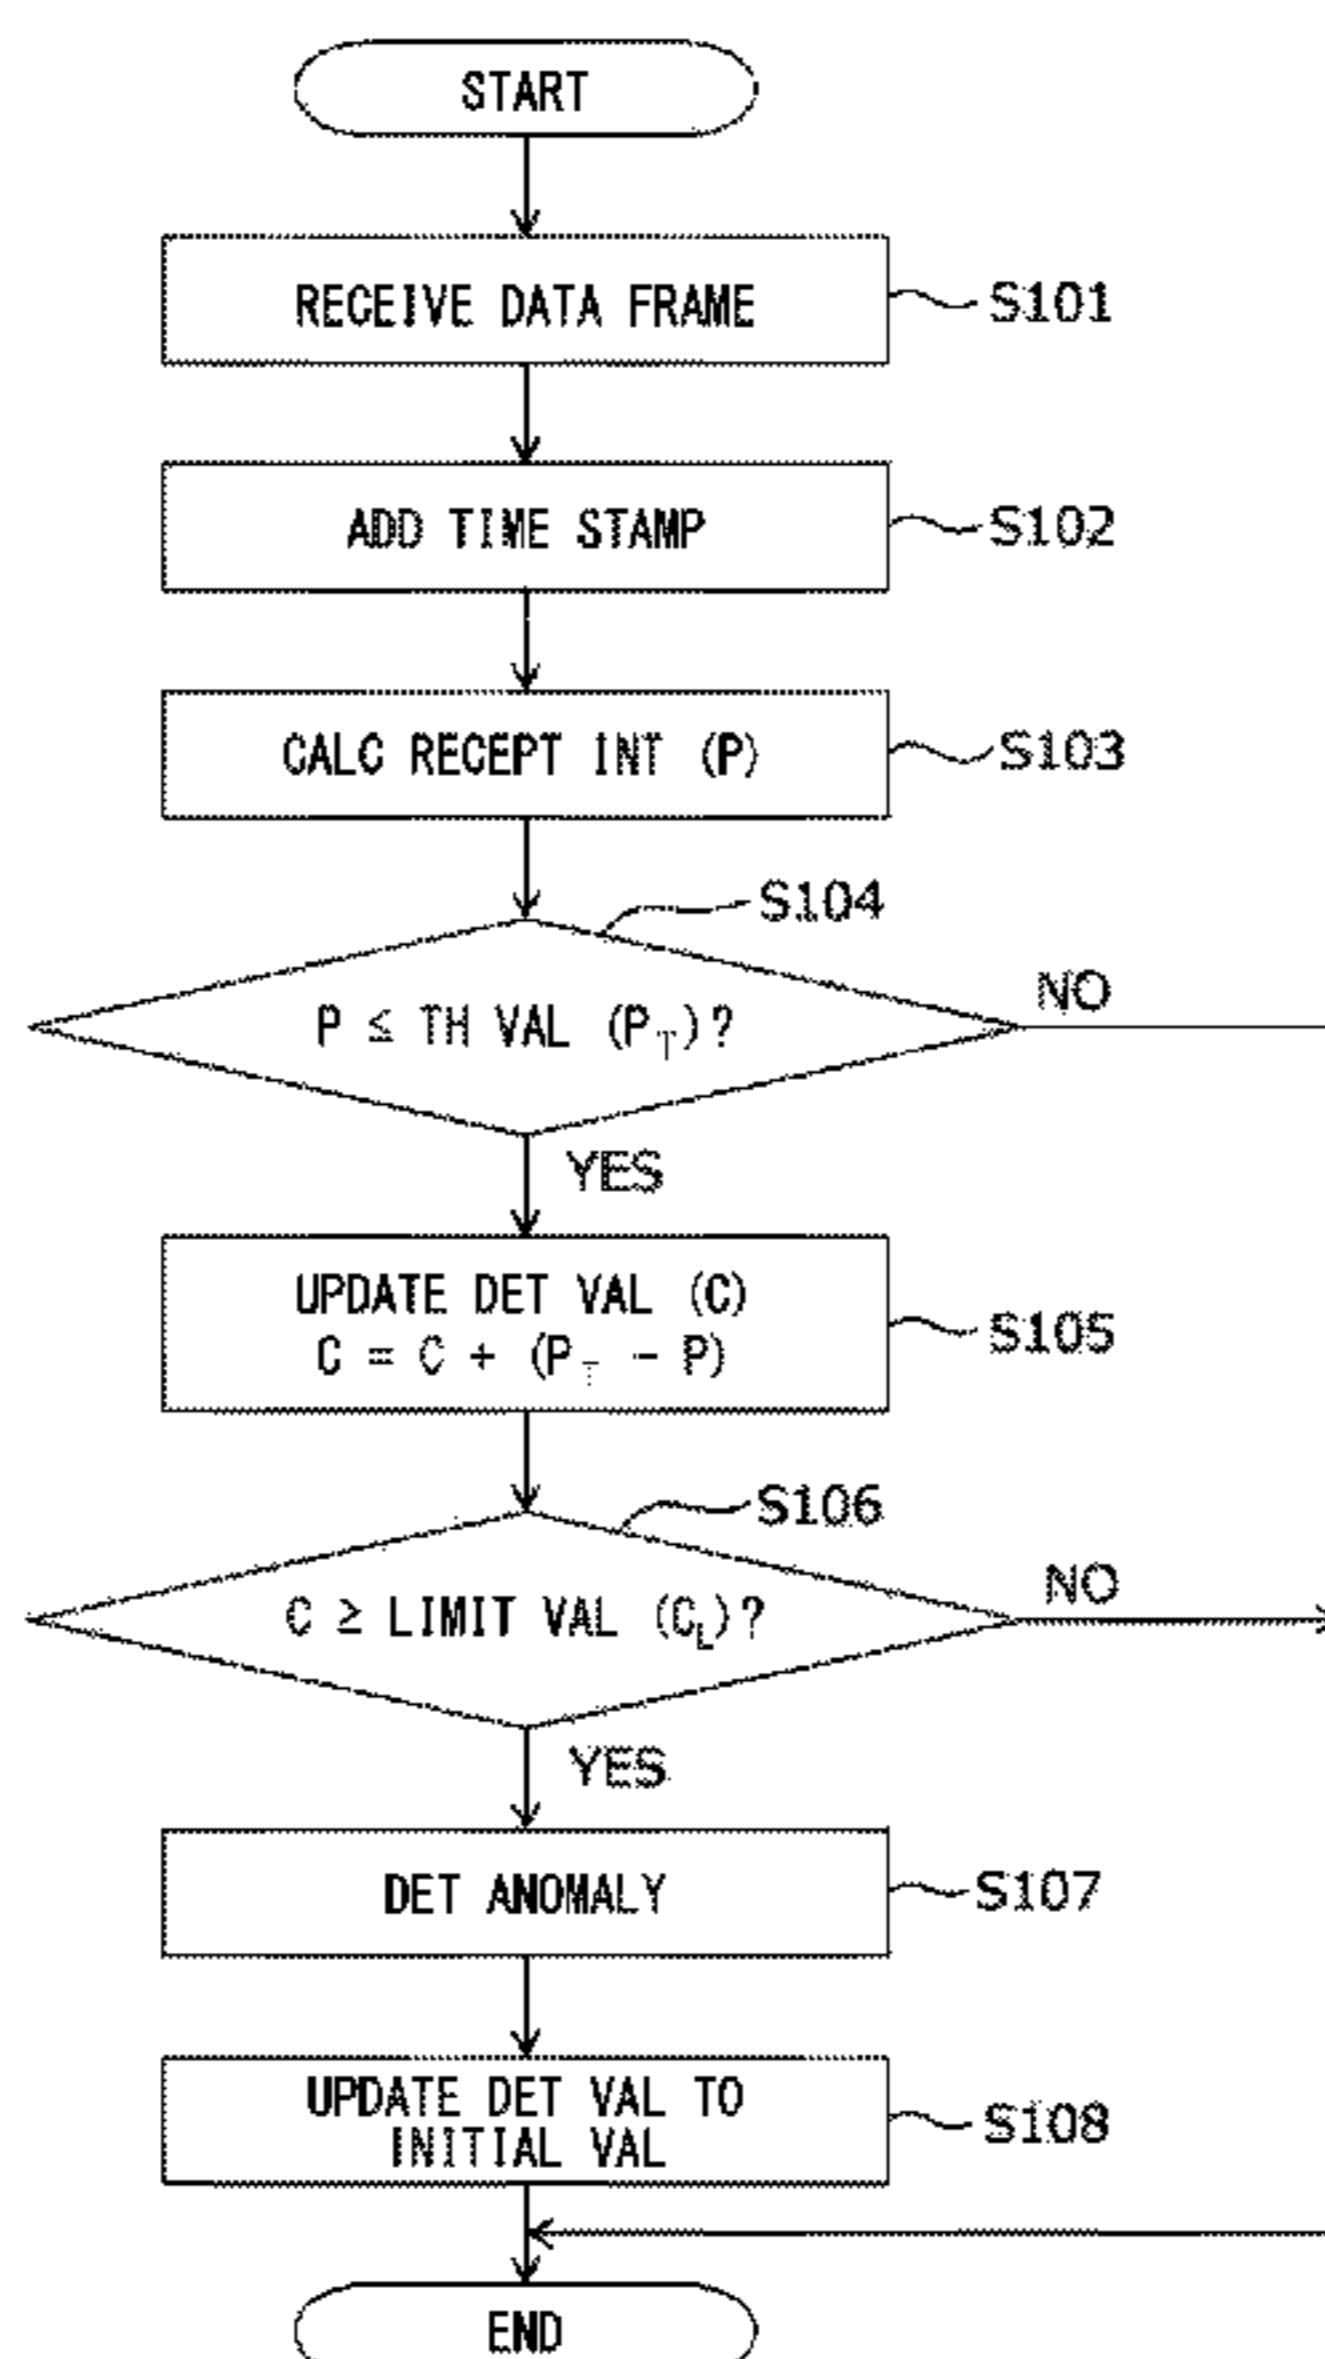 START
RECEIVE DATA FRAME
S101
ADD TIME STAMP
S102
CALC RECEPT INT (P)
S103
S104
P ≤ TH VAL (P_T)?
NO
YES
UPDATE DET VAL (C)
C = C + (P_T - P)
S105
S106
C ≥ LIMIT VAL (C_L)?
NO
YES
DET ANOMALY
S107
UPDATE DET VAL TO
INITIAL VAL
S108
END